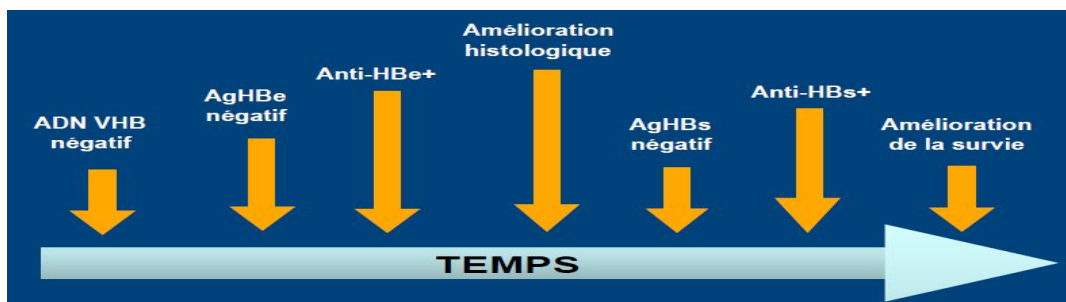 ADN VHB
négatif
AgHBe
négatif
Anti-HBe+
Amélioration
histologique
AgHBs
négatif
Anti-HBs+
Amélioration
de la survie
TEMPS